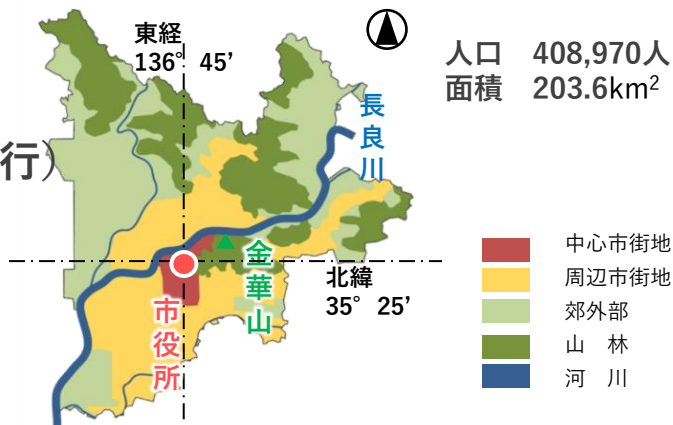 東経
136° 45’
人口 408,970人
面積 203.6km²
行）
長良川
金華山
北緯
35° 25’
市役所
中心市街地
周辺市街地
郊外部
山 林
河 川